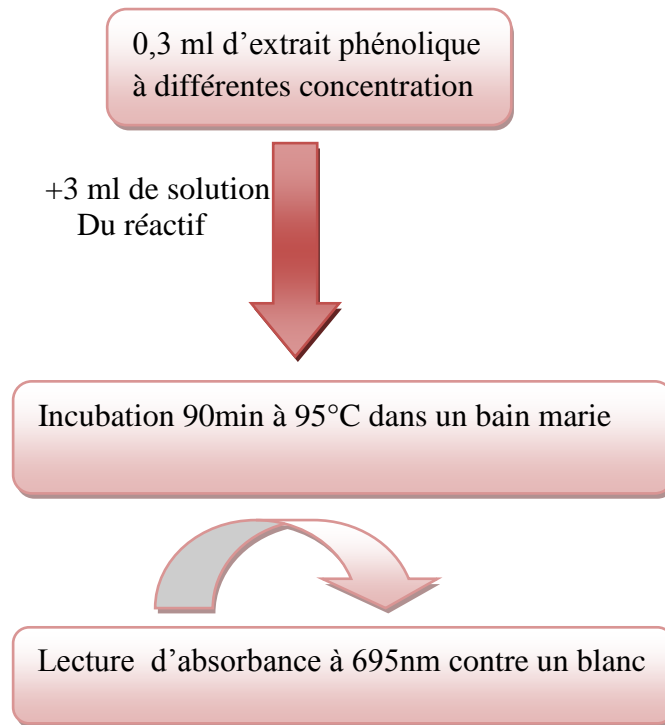 0,3 ml d’extrait phénolique
à différentes concentration
+3 ml de solution
Du réactif
Incubation 90min à 95°C dans un bain marie
Lecture d’absorbance à 695nm contre un blanc